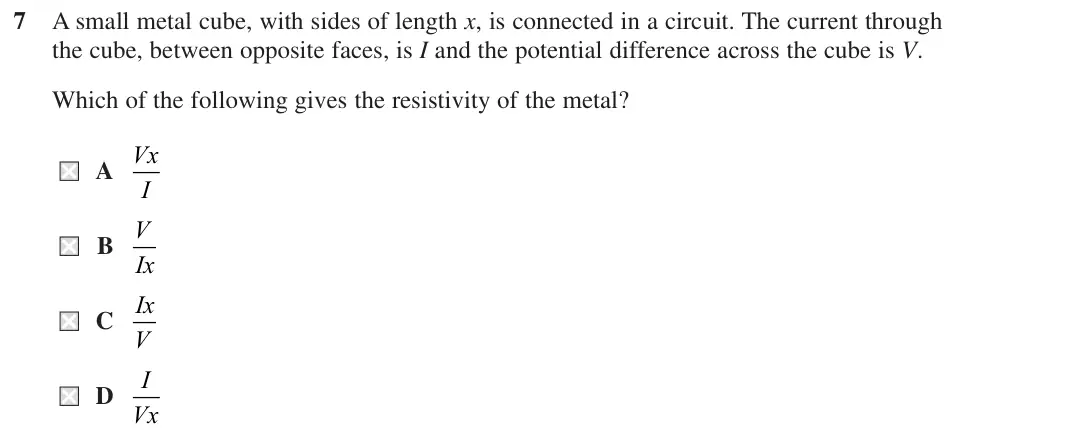 7 A small metal cube, with sides of length x, is connected in a circuit. The current through
the cube, between opposite faces, is I and the potential difference across the cube is V.
Which of the following gives the resistivity of the metal?
A Vx
I
B V
Ix
C Ix
V
D I
Vx